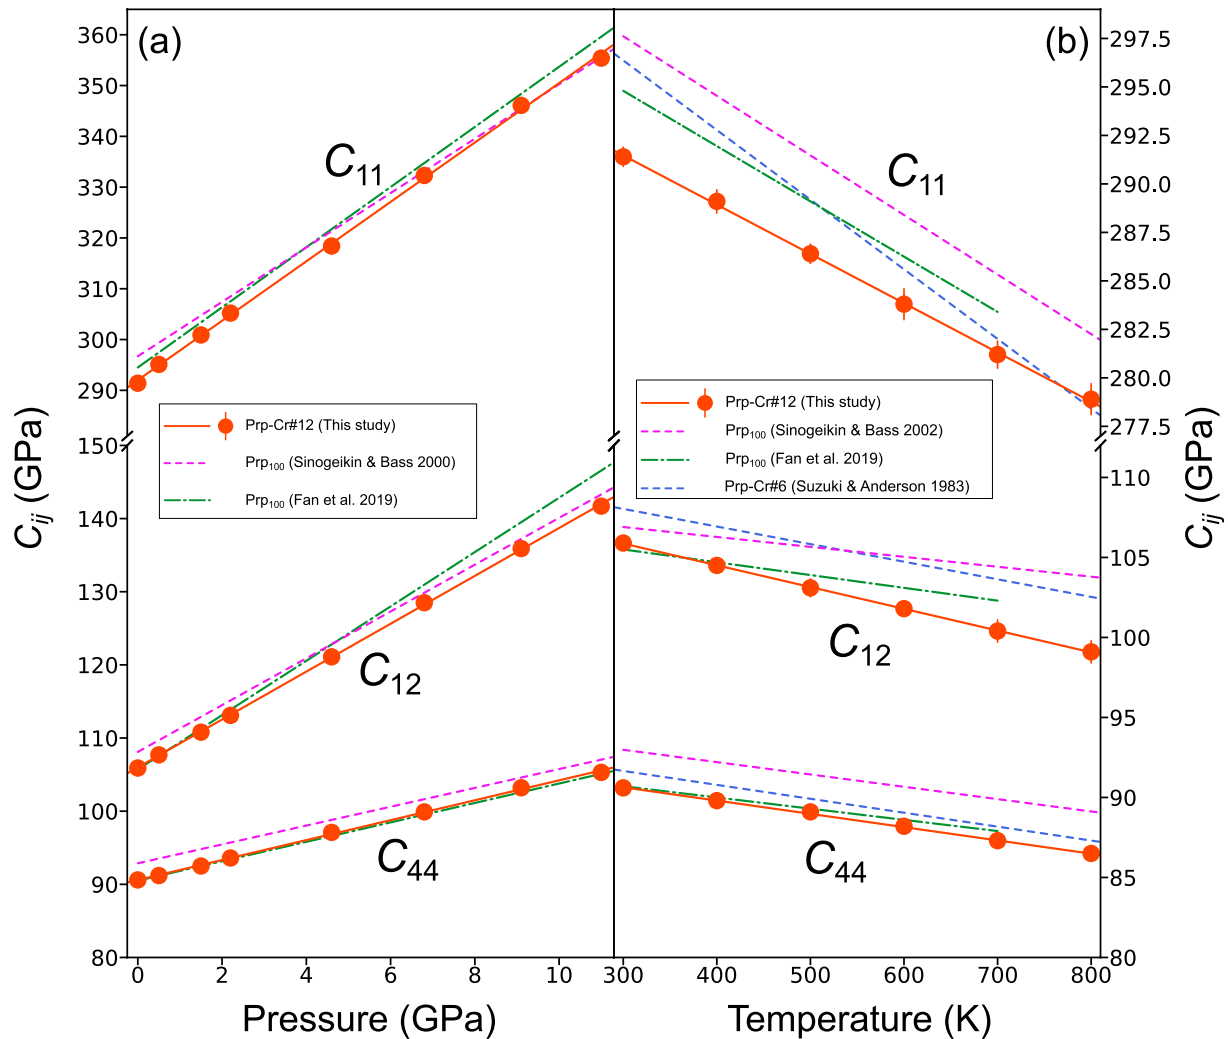 (a)
(b)
360
350
340
330
320
310
300
290
150
140
130
120
110
100
90
80
Cij (GPa)
C11
C12
C44
Prp-Cr#12 (This study)
Prp100 (Sinogeikin & Bass 2000)
Prp100 (Fan et al. 2019)
0 2 4 6 8 10
Pressure (GPa)
C11
C12
C44
Prp-Cr#12 (This study)
Prp100 (Sinogeikin & Bass 2002)
Prp100 (Fan et al. 2019)
Prp-Cr#6 (Suzuki & Anderson 1983)
300 400 500 600 700 800
Temperature (K)
297.5
295.0
292.5
290.0
287.5
285.0
282.5
280.0
277.5
110
105
100
95
90
85
80
Cij (GPa)